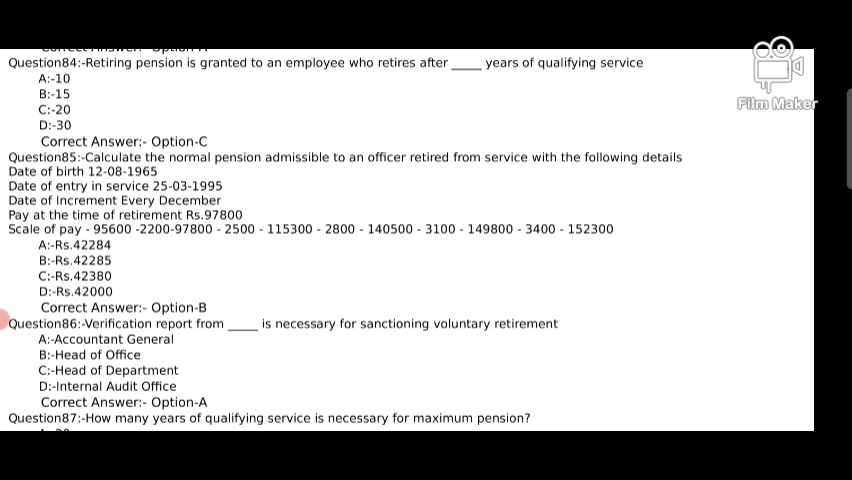 Correct Answer:- Option-A
Question84:-Retiring pension is granted to an employee who retires after _____ years of qualifying service
A:-10
B:-15
C:-20
D:-30
Correct Answer:- Option-C
Question85:-Calculate the normal pension admissible to an officer retired from service with the following details
Date of birth 12-08-1965
Date of entry in service 25-03-1995
Date of Increment Every December
Pay at the time of retirement Rs.97800
Scale of pay - 95600 -2200-97800 - 2500 - 115300 - 2800 - 140500 - 3100 - 149800 - 3400 - 152300
A:-Rs.42284
B:-Rs.42285
C:-Rs.42380
D:-Rs.42000
Correct Answer:- Option-B
Question86:-Verification report from _____ is necessary for sanctioning voluntary retirement
A:-Accountant General
B:-Head of Office
C:-Head of Department
D:-Internal Audit Office
Correct Answer:- Option-A
Question87:-How many years of qualifying service is necessary for maximum pension?
Film Maker